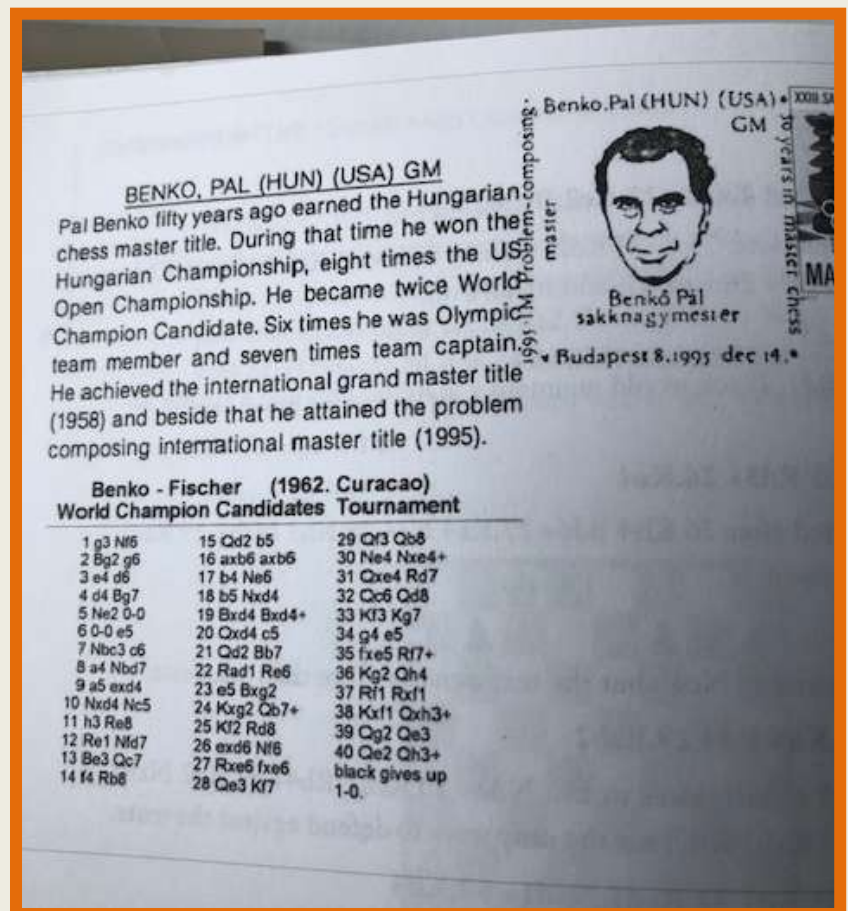 BENKO, PAL (HUN) (USA) GM
Pal Benko fifty years ago earned the Hungarian
chess master title. During that time he won the
Hungarian Championship, eight times the US
Open Championship. He became twice World
Champion Candidate. Six times he was Olympic
team member and seven times team captain.
He achieved the international grand master title
(1958) and beside that he attained the problem
composing international master title (1995).
Benko.Pal (HUN) (USA)
GM
1995 IM Problem-composing
master
30 years in master chess
XXIII.SA
MA
Benkő Pál
sakknagymester
Budapest 8.1995 dec 14.
Benko - Fischer (1962. Curacao)
World Champion Candidates Tournament
1 g3 Nf6
2 Bg2 g6
3 e4 d6
4 d4 Bg7
5 Ne2 0-0
6 0-0 e5
7 Nbc3 c6
8 a4 Nbd7
9 a5 exd4
10 Nxd4 Nc5
11 h3 Re8
12 Re1 Nfd7
13 Be3 Qc7
14 f4 Rb8
15 Qd2 b5
16 axb6 axb6
17 b4 Ne6
18 b5 Nxd4
19 Bxd4 Bxd4+
20 Qxd4 c5
21 Qd2 Bb7
22 Rad1 Re6
23 e5 Bxg2
24 Kxg2 Qb7+
25 Kf2 Rd8
26 exd6 Nf6
27 Rxe6 fxe6
28 Qe3 Kf7
29 Qf3 Qb8
30 Ne4 Nxe4+
31 Qxe4 Rd7
32 Qc6 Qd8
33 Kf3 Kg7
34 g4 e5
35 fxe5 Rf7+
36 Kg2 Qh4
37 Rf1 Rxf1
38 Kxf1 Qxh3+
39 Qg2 Qe3
40 Qe2 Qh3+
black gives up
1-0.